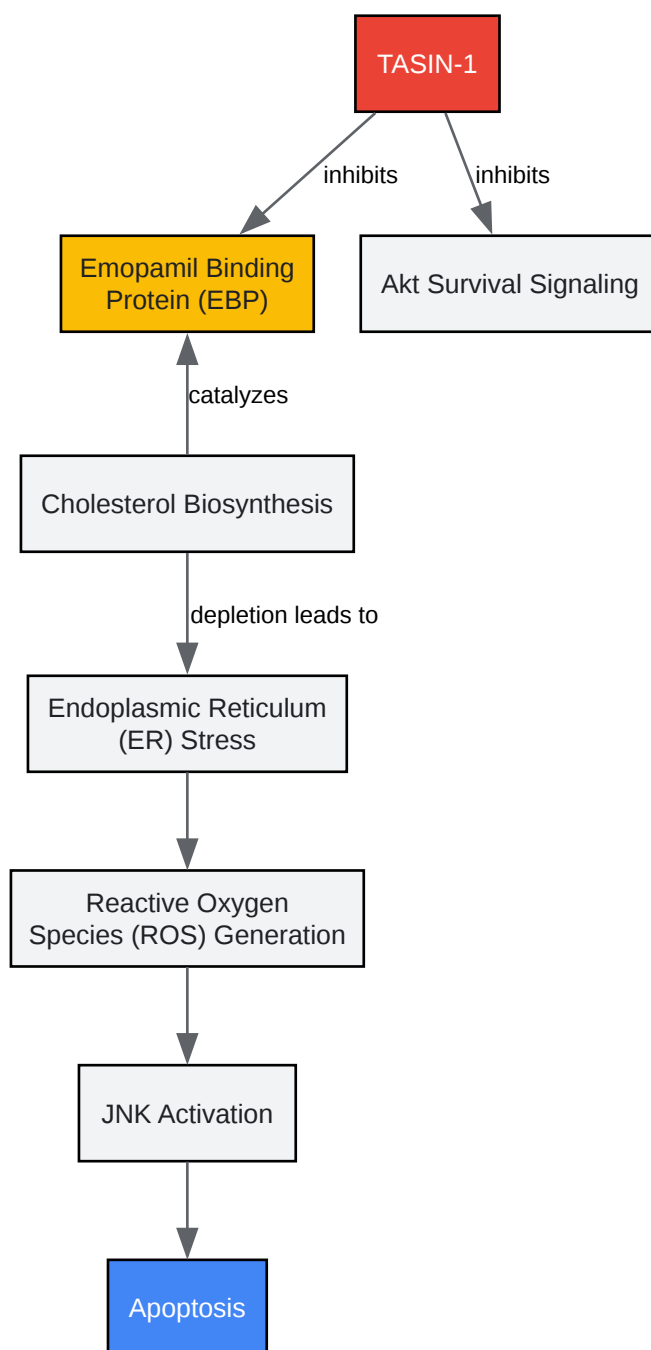 TASIN-1
inhibits
inhibits
Emopamil Binding
Protein (EBP)
Akt Survival Signaling
catalyzes
Cholesterol Biosynthesis
depletion leads to
Endoplasmic Reticulum
(ER) Stress
Reactive Oxygen
Species (ROS) Generation
JNK Activation
Apoptosis